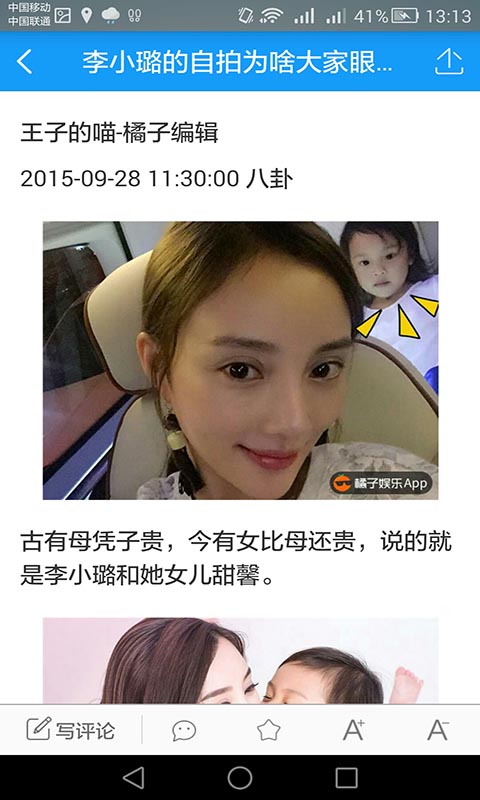 中国移动
中国联通
41%
13:13
李小璐的自拍为啥大家眼...
王子的喵-橘子编辑
2015-09-28 11:30:00 八卦
橘子娱乐App
古有母凭子贵，今有女比母还贵，说的就
是李小璐和她女儿甜馨。
写评论
A+
A-